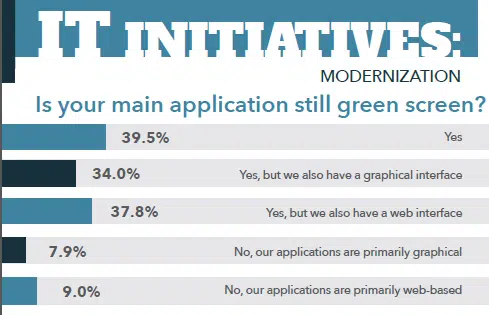 IT INITIATIVES:
MODERNIZATION
Is your main application still green screen?
39.5% Yes
34.0% Yes, but we also have a graphical interface
37.8% Yes, but we also have a web interface
7.9% No, our applications are primarily graphical
9.0% No, our applications are primarily web-based